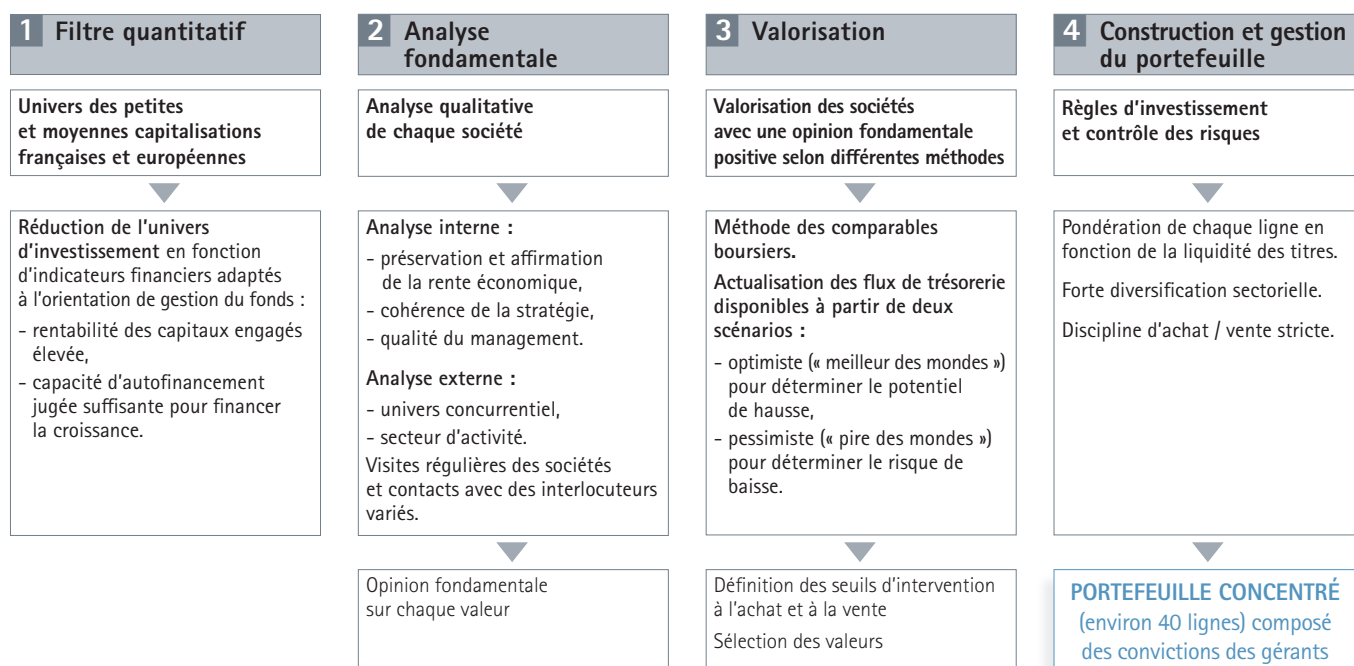 1 Filtre quantitatif
Univers des petites
et moyennes capitalisations
françaises et européennes
Réduction de l'univers
d'investissement en fonction
d'indicateurs financiers adaptés
à l'orientation de gestion du fonds :
- rentabilité des capitaux engagés
élevée,
- capacité d'autofinancement
jugée suffisante pour financer
la croissance.
2 Analyse
fondamentale
Analyse qualitative
de chaque société
Analyse interne :
- préservation et affirmation
de la rente économique,
- cohérence de la stratégie,
- qualité du management.
Analyse externe :
- univers concurrentiel,
- secteur d'activité.
Visites régulières des sociétés
et contacts avec des interlocuteurs
variés.
Opinion fondamentale
sur chaque valeur
3 Valorisation
Valorisation des sociétés
avec une opinion fondamentale
positive selon différentes méthodes
Méthode des comparables
boursiers.
Actualisation des flux de trésorerie
disponibles à partir de deux
scénarios :
- optimiste (« meilleur des mondes »)
pour déterminer le potentiel
de hausse,
- pessimiste (« pire des mondes »)
pour déterminer le risque de
baisse.
Définition des seuils d'intervention
à l'achat et à la vente
Sélection des valeurs
4 Construction et gestion
du portefeuille
Règles d'investissement
et contrôle des risques
Pondération de chaque ligne en
fonction de la liquidité des titres.
Forte diversification sectorielle.
Discipline d'achat / vente stricte.
PORTEFEUILLE CONCENTRÉ
(environ 40 lignes) composé
des convictions des gérants